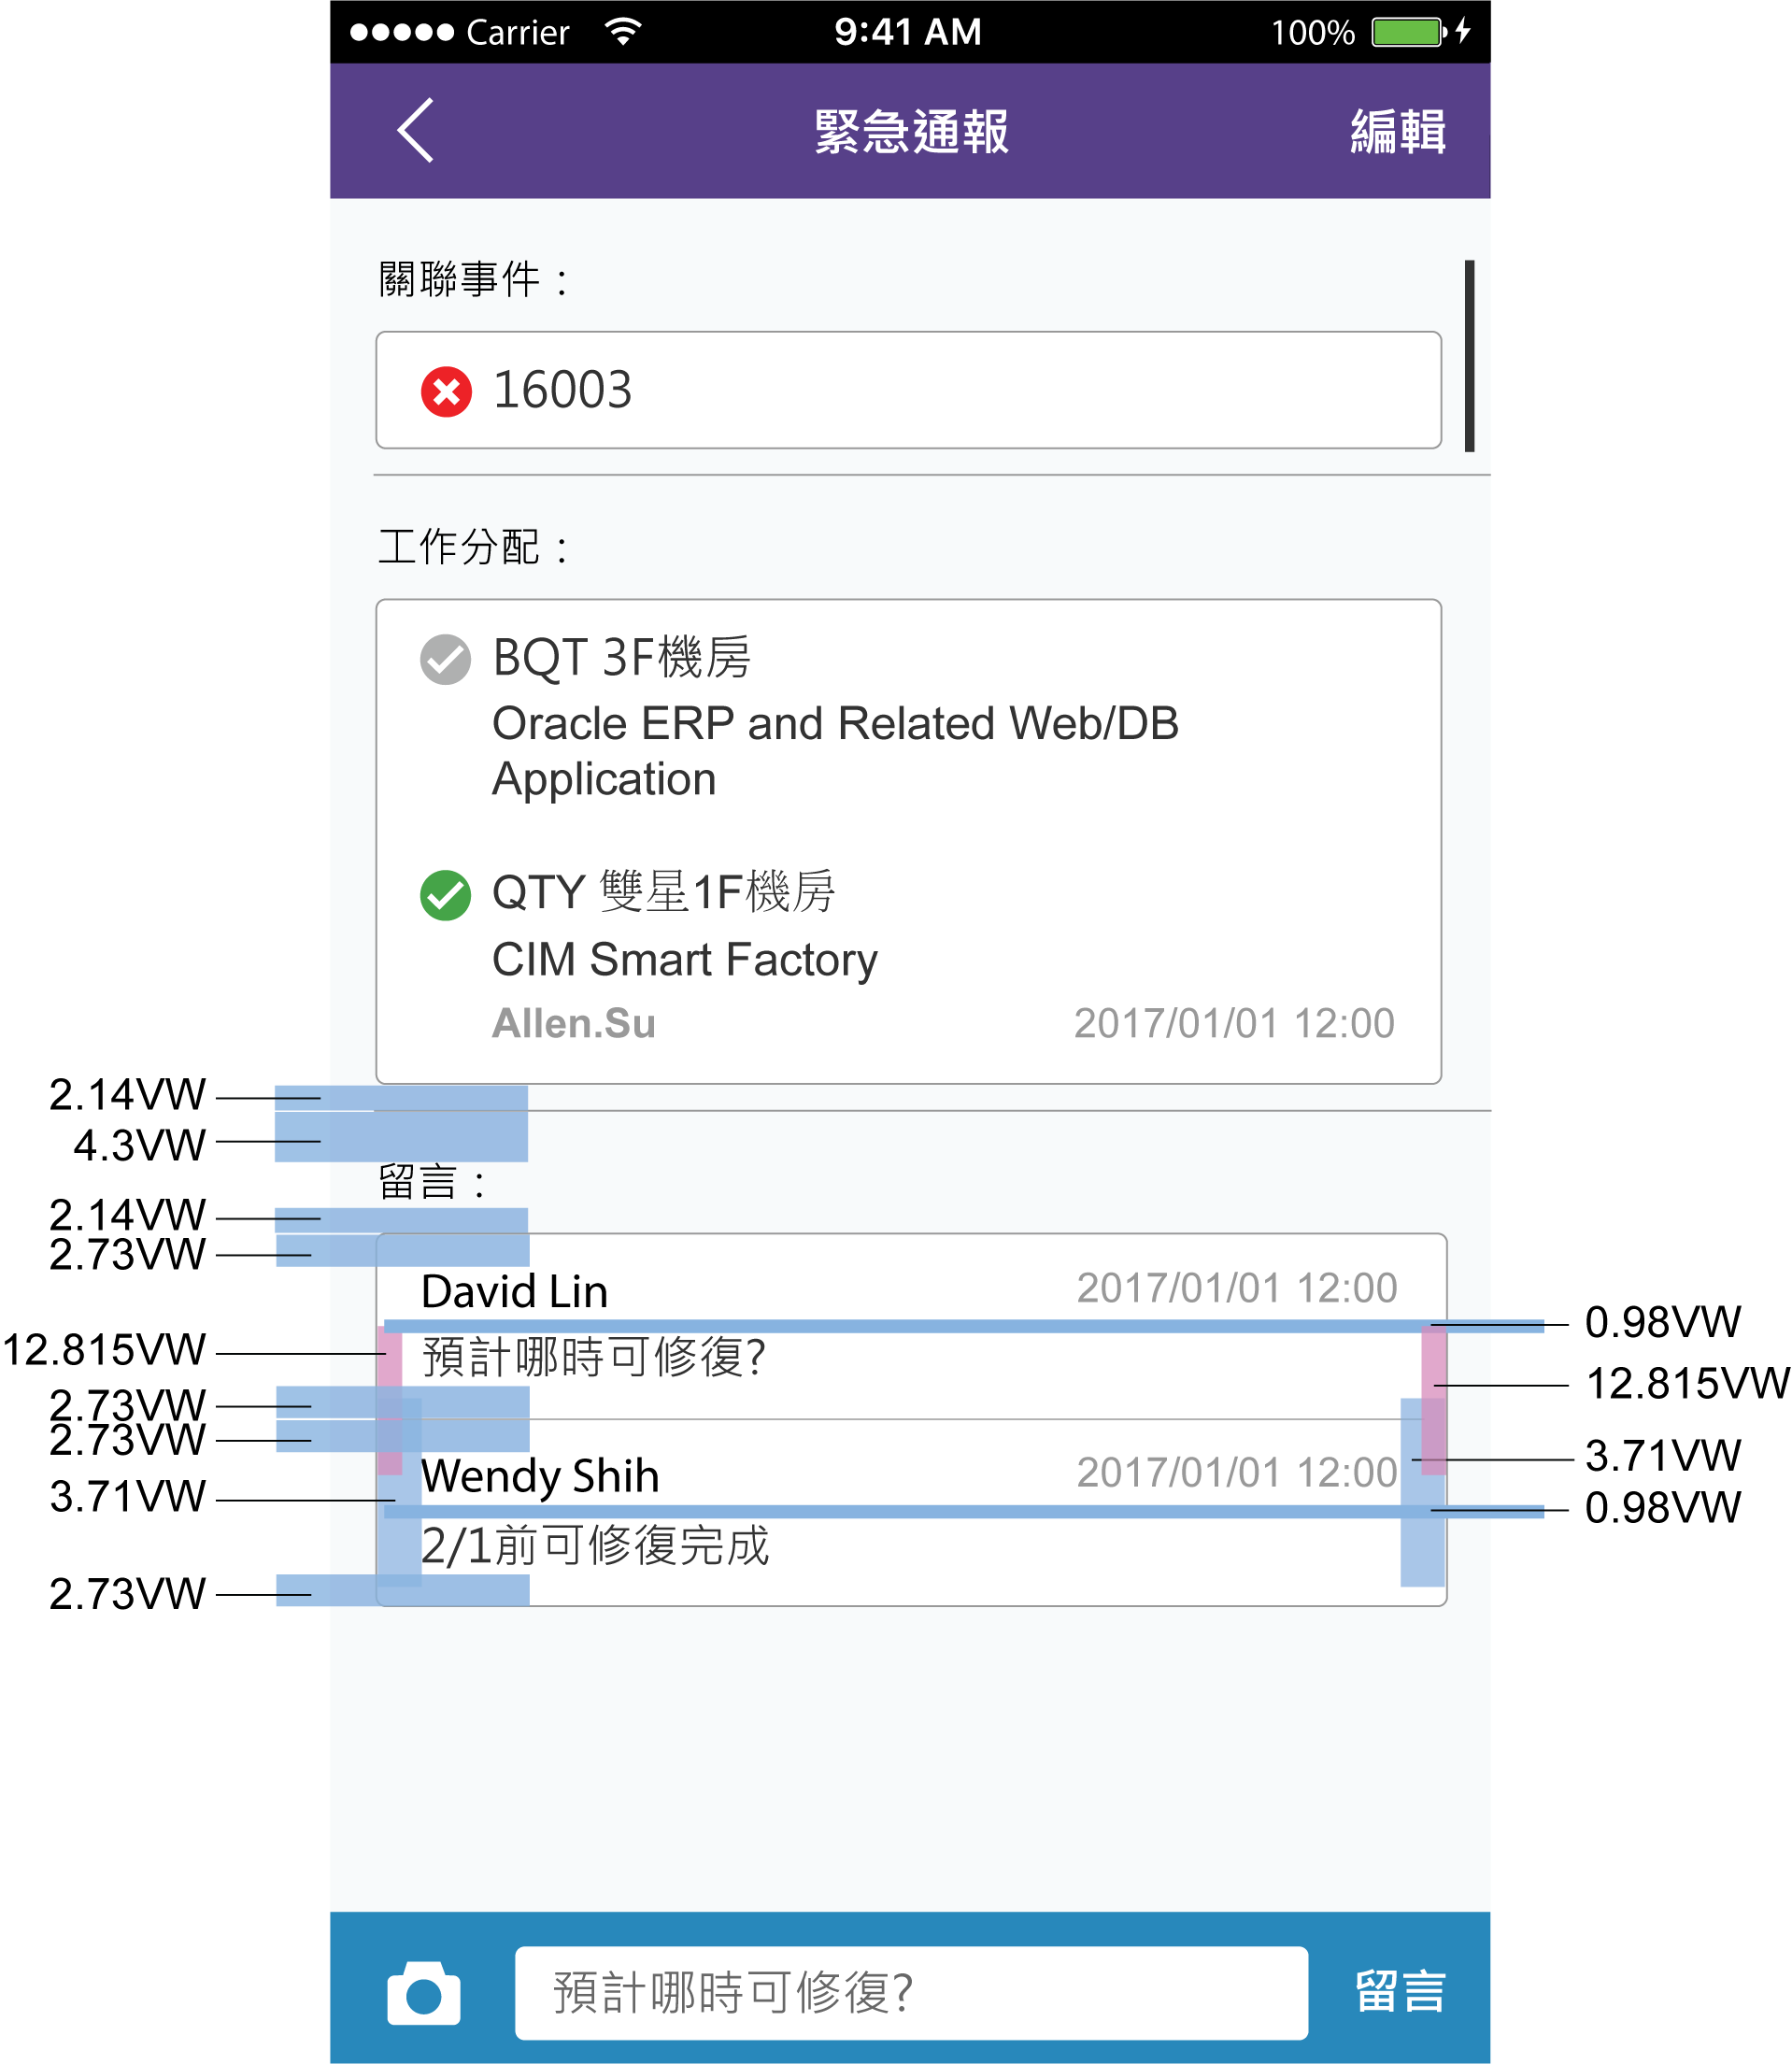 Carrier 9:41 AM 100%
緊急通報 編輯
關聯事件：
16003
工作分配：
BQT 3F機房
Oracle ERP and Related Web/DB
Application
QTY 雙星1F機房
CIM Smart Factory
Allen.Su 2017/01/01 12:00
2.14VW
4.3VW
留言：
2.14VW
2.73VW
David Lin 2017/01/01 12:00
0.98VW
12.815VW 預計哪時可修復?
12.815VW
2.73VW
2.73VW
3.71VW
Wendy Shih 2017/01/01 12:00
3.71VW
0.98VW
2/1前可修復完成
2.73VW
預計哪時可修復? 留言